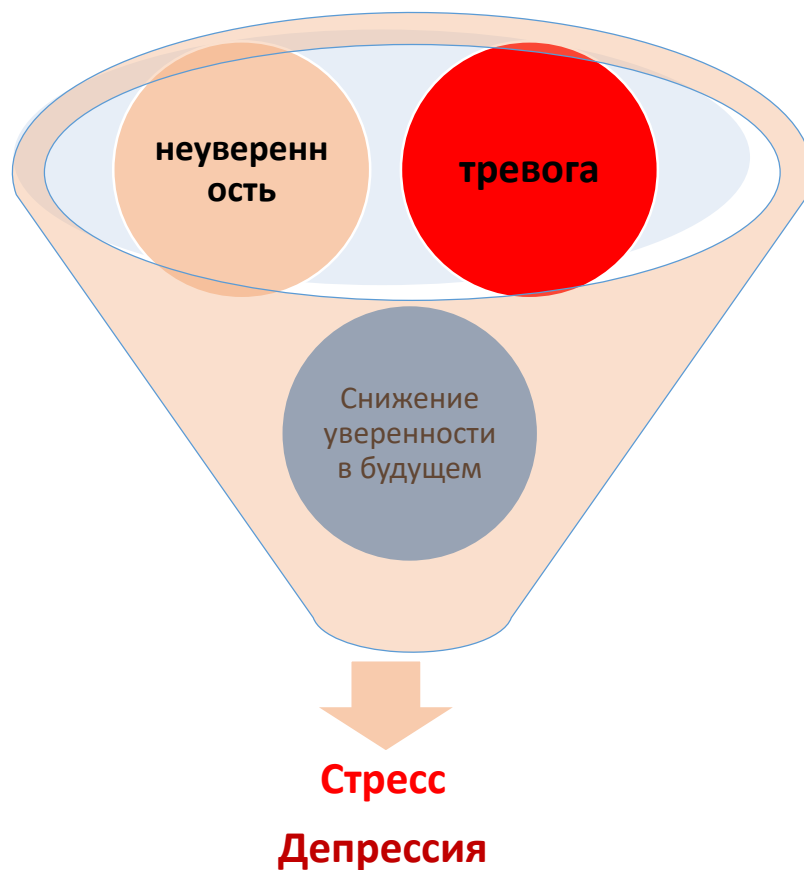 неуверенн
ость
тревога
Снижение
уверенности
в будущем
Стресс
Депрессия